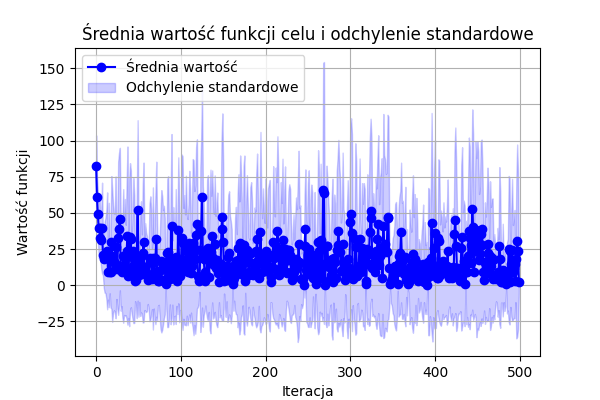 Średnia wartość funkcji celu i odchylenie standardowe
Średnia wartość
Odchylenie standardowe
Wartość funkcji
150
125
100
75
50
25
0
−25
0 100 200 300 400 500
Iteracja